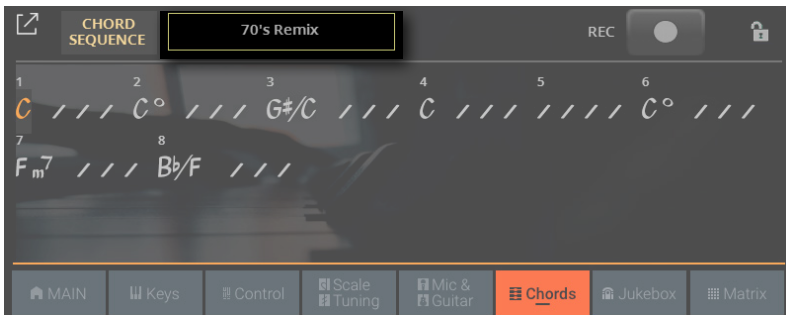 CHORD
SEQUENCE
70's Remix
REC
1 2 3 4 5 6
C / / / C° / / / G♯/C / / / C / / / / / / / C° / / /
7 8
Fm7 / / / B♭/F / / /
MAIN
Keys
Control
Scale
Tuning
Mic &
Guitar
Chords
Jukebox
Matrix